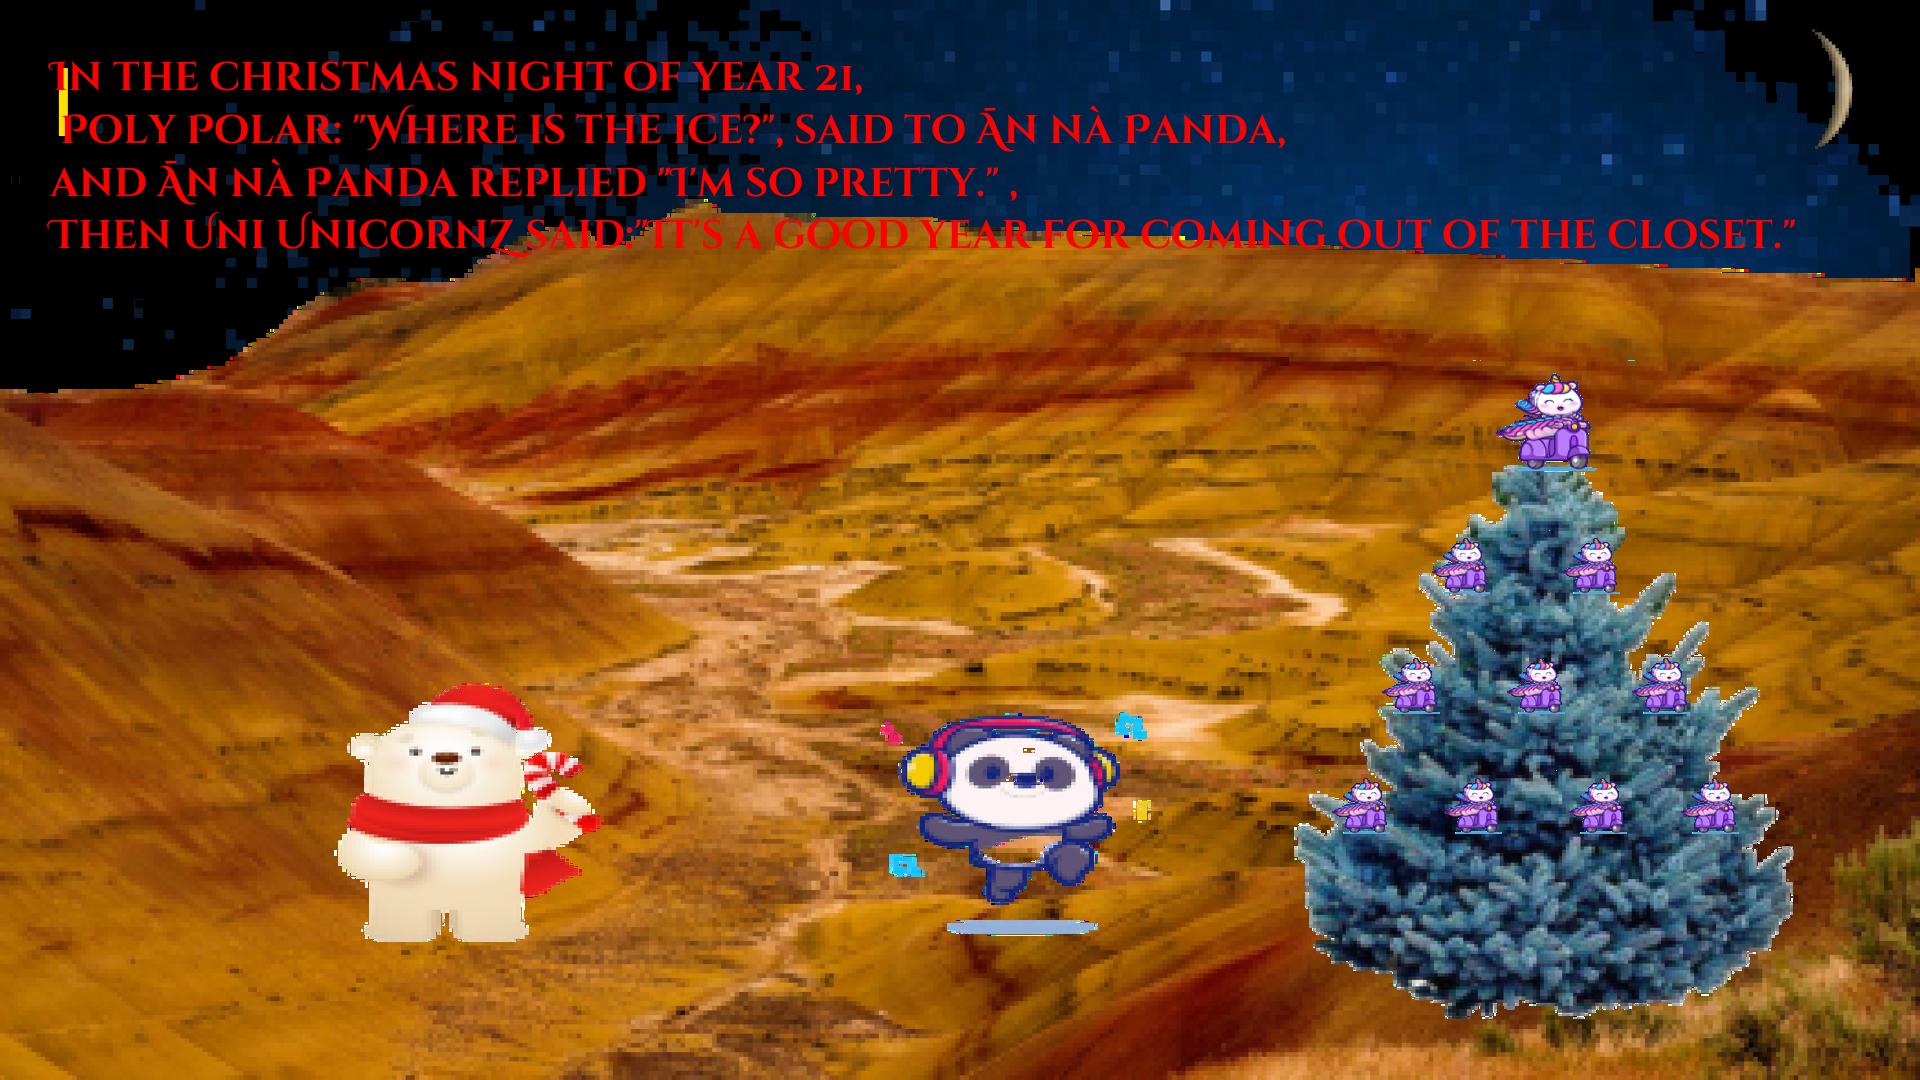 In the Christmas night of year 21,
Poly Polar: "Where is the ice?", said to Ān nà Panda,
and Ān nà Panda replied "I'm so pretty." ,
Then Uni Unicornz said:"It's a good year for coming out of the closet."